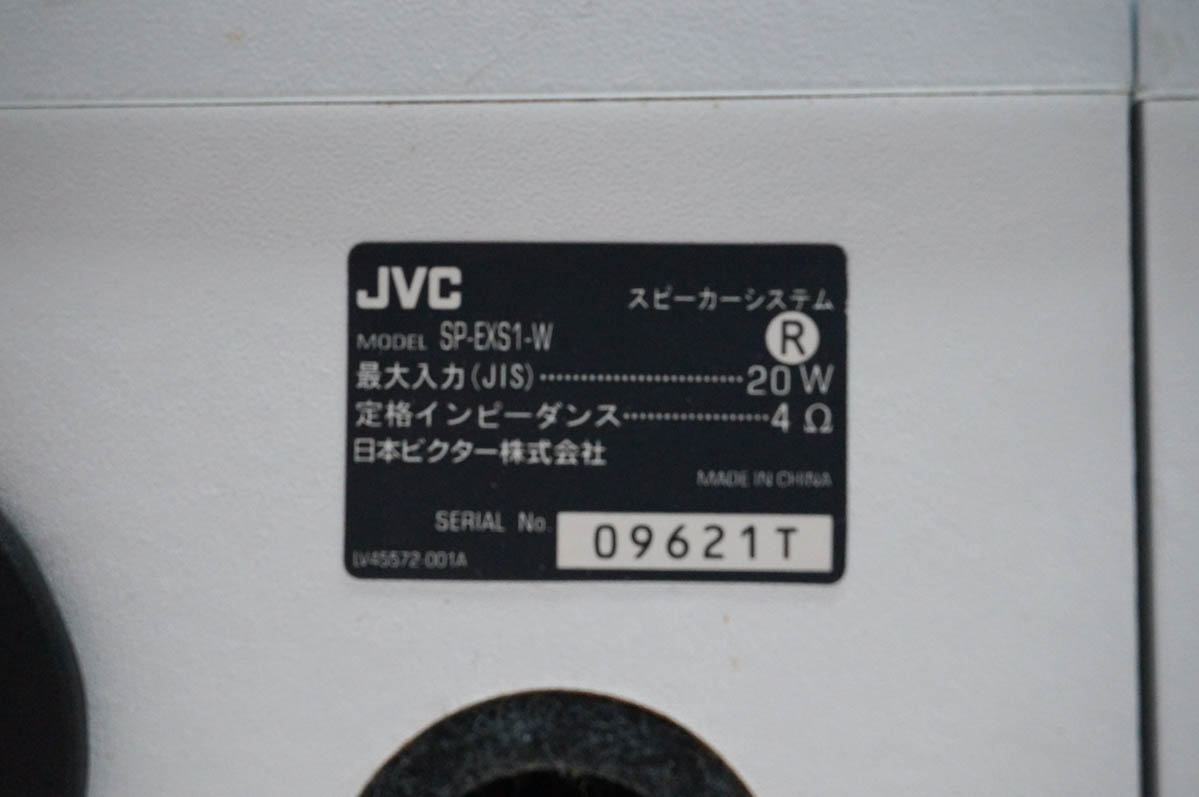 JVC
スピーカーシステム
MODEL SP-EXS1-W
R
最大入力(JIS)························20 W
定格インピーダンス··················4 Ω
日本ビクター株式会社
MADE IN CHINA
SERIAL No. 09621T
LV45572-001A